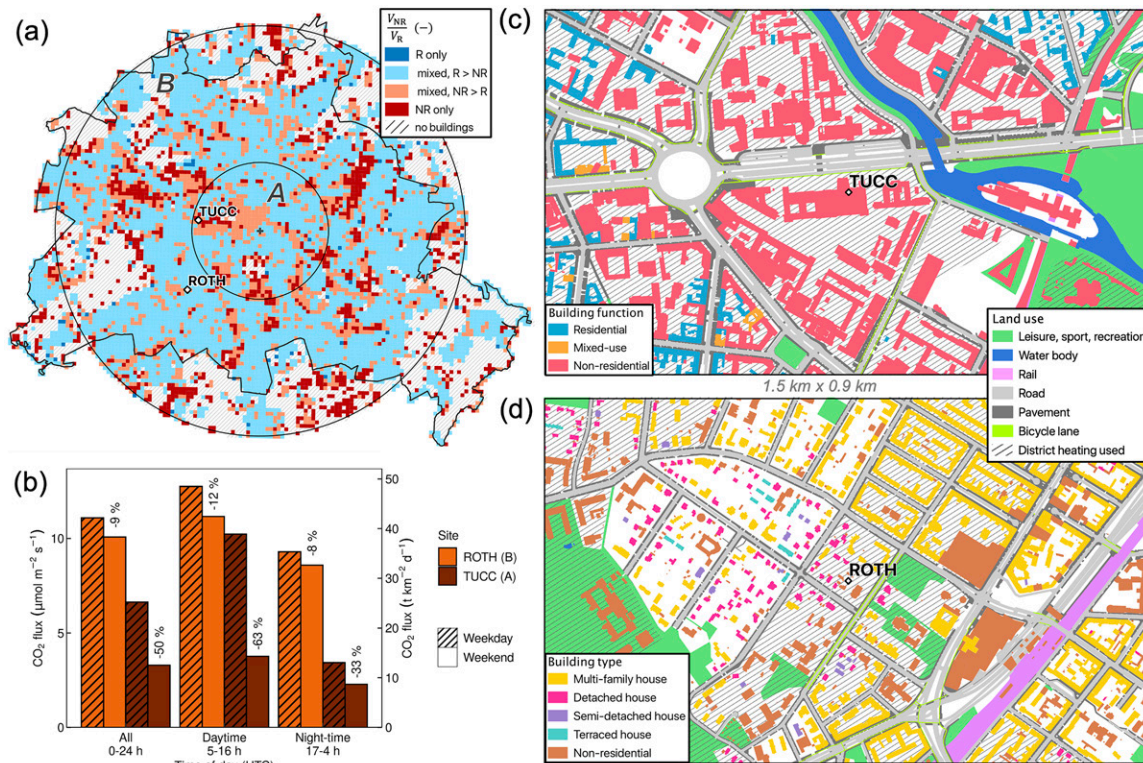 (a)
V_NR / V_R (–)
R only
mixed, R > NR
mixed, NR > R
NR only
no buildings
B
A
TUCC
ROTH
(b)
CO₂ flux (µmol m⁻² s⁻¹)
10
5
0
-9 %
-50 %
-12 %
-63 %
-8 %
-33 %
50
40
30
20
10
0
CO₂ flux (t km⁻² d⁻¹)
All
0-24 h
Daytime
5-16 h
Night-time
17-4 h
Time of day (UTC)
Site
ROTH (B)
TUCC (A)
Weekday
Weekend
(c)
TUCC
Building function
Residential
Mixed-use
Non-residential
1.5 km x 0.9 km
Land use
Leisure, sport, recreation
Water body
Rail
Road
Pavement
Bicycle lane
District heating used
(d)
ROTH
Building type
Multi-family house
Detached house
Semi-detached house
Terraced house
Non-residential